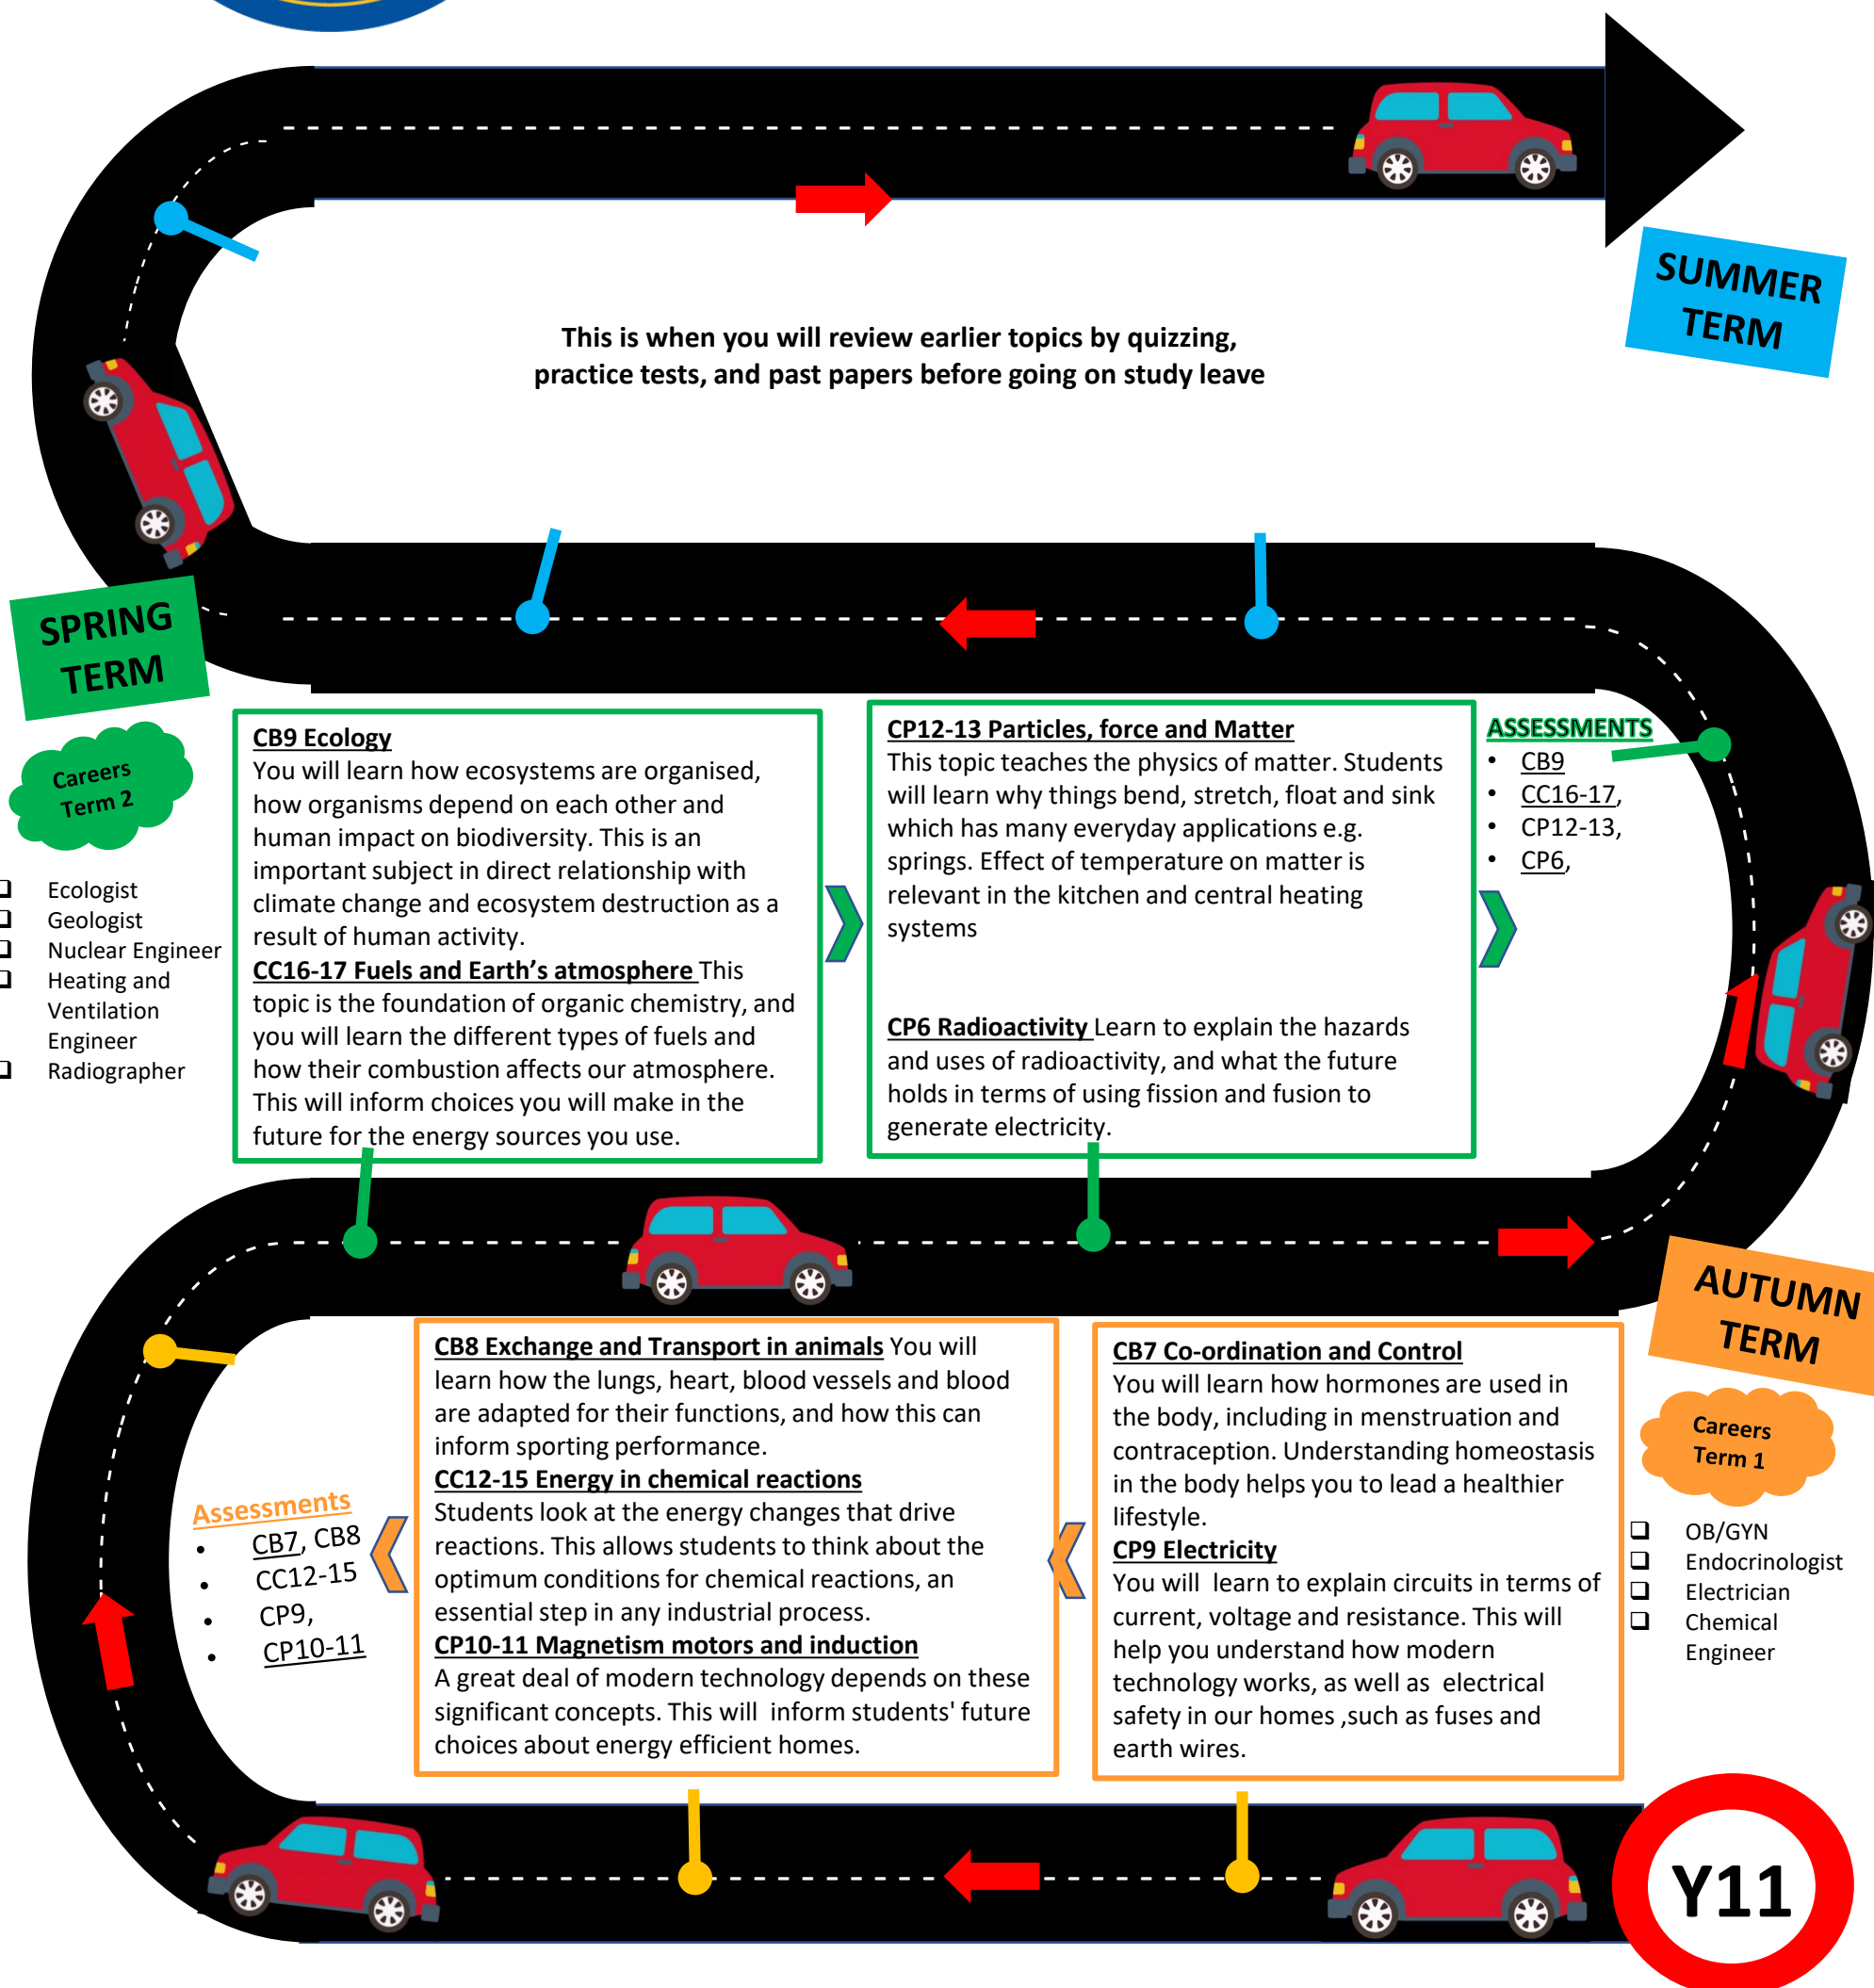 SUMMER
TERM
This is when you will review earlier topics by quizzing,
practice tests, and past papers before going on study leave
SPRING
TERM
Careers
Term 2
❑ Ecologist
❑ Geologist
❑ Nuclear Engineer
❑ Heating and
Ventilation
Engineer
❑ Radiographer
CB9 Ecology
You will learn how ecosystems are organised,
how organisms depend on each other and
human impact on biodiversity. This is an
important subject in direct relationship with
climate change and ecosystem destruction as a
result of human activity.
CC16-17 Fuels and Earth’s atmosphere This
topic is the foundation of organic chemistry, and
you will learn the different types of fuels and
how their combustion affects our atmosphere.
This will inform choices you will make in the
future for the energy sources you use.
CP12-13 Particles, force and Matter
This topic teaches the physics of matter. Students
will learn why things bend, stretch, float and sink
which has many everyday applications e.g.
springs. Effect of temperature on matter is
relevant in the kitchen and central heating
systems
CP6 Radioactivity Learn to explain the hazards
and uses of radioactivity, and what the future
holds in terms of using fission and fusion to
generate electricity.
ASSESSMENTS
• CB9
• CC16-17,
• CP12-13,
• CP6,
AUTUMN
TERM
Careers
Term 1
❑ OB/GYN
❑ Endocrinologist
❑ Electrician
❑ Chemical
Engineer
CB7 Co-ordination and Control
You will learn how hormones are used in
the body, including in menstruation and
contraception. Understanding homeostasis
in the body helps you to lead a healthier
lifestyle.
CP9 Electricity
You will learn to explain circuits in terms of
current, voltage and resistance. This will
help you understand how modern
technology works, as well as electrical
safety in our homes ,such as fuses and
earth wires.
CB8 Exchange and Transport in animals You will
learn how the lungs, heart, blood vessels and blood
are adapted for their functions, and how this can
inform sporting performance.
CC12-15 Energy in chemical reactions
Students look at the energy changes that drive
reactions. This allows students to think about the
optimum conditions for chemical reactions, an
essential step in any industrial process.
CP10-11 Magnetism motors and induction
A great deal of modern technology depends on these
significant concepts. This will inform students' future
choices about energy efficient homes.
Assessments
• CB7, CB8
• CC12-15
• CP9,
• CP10-11
Y11